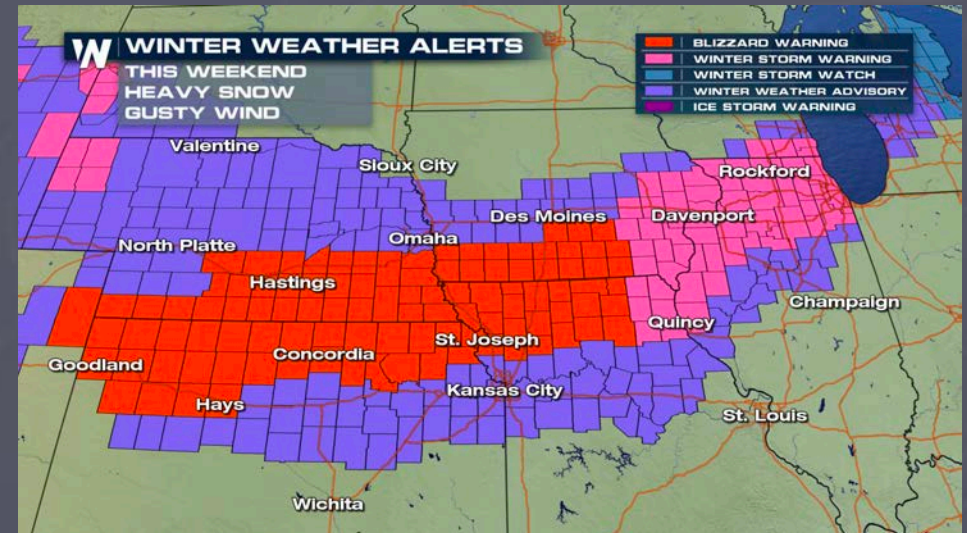 W WINTER WEATHER ALERTS
THIS WEEKEND
HEAVY SNOW
GUSTY WIND
BLIZZARD WARNING
WINTER STORM WARNING
WINTER STORM WATCH
WINTER WEATHER ADVISORY
ICE STORM WARNING
Valentine
Sioux City
Rockford
Des Moines
Davenport
North Platte
Omaha
Hastings
Champaign
Quincy
St. Joseph
Concordia
Goodland
Kansas City
Hays
St. Louis
Wichita